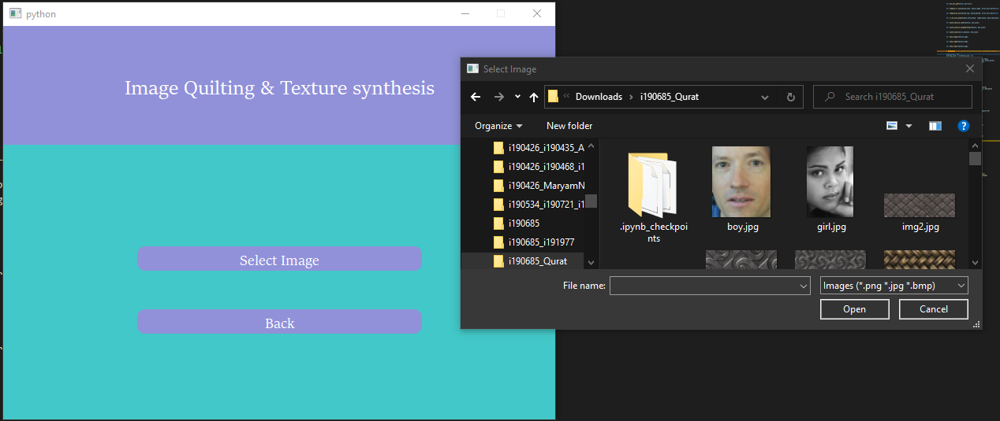 python
Image Quilting & Texture synthesis
Select Image
Back
Select Image
Downloads
i190685_Qurat
Search i190685_Qurat
Organize
New folder
i190426_i190435_A
i190426_i190468_i1
i190426_MaryamN
i190534_i190721_i1
i190685
i190685_i191977
i190685_Qurat
.ipynb_checkpoi
nts
boy.jpg
girl.jpg
img2.jpg
File name:
Images (*.png *.jpg *.bmp)
Open
Cancel